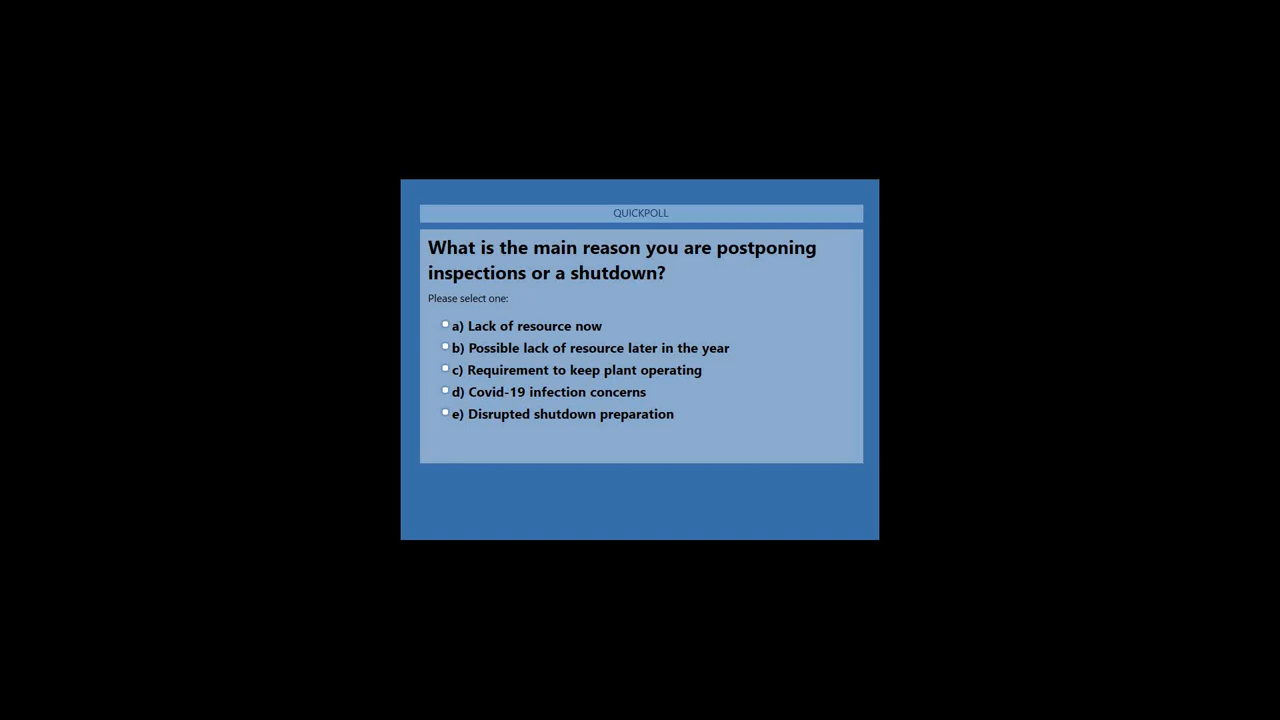 QUICKPOLL
What is the main reason you are postponing
inspections or a shutdown?
Please select one:
a) Lack of resource now
b) Possible lack of resource later in the year
c) Requirement to keep plant operating
d) Covid-19 infection concerns
e) Disrupted shutdown preparation